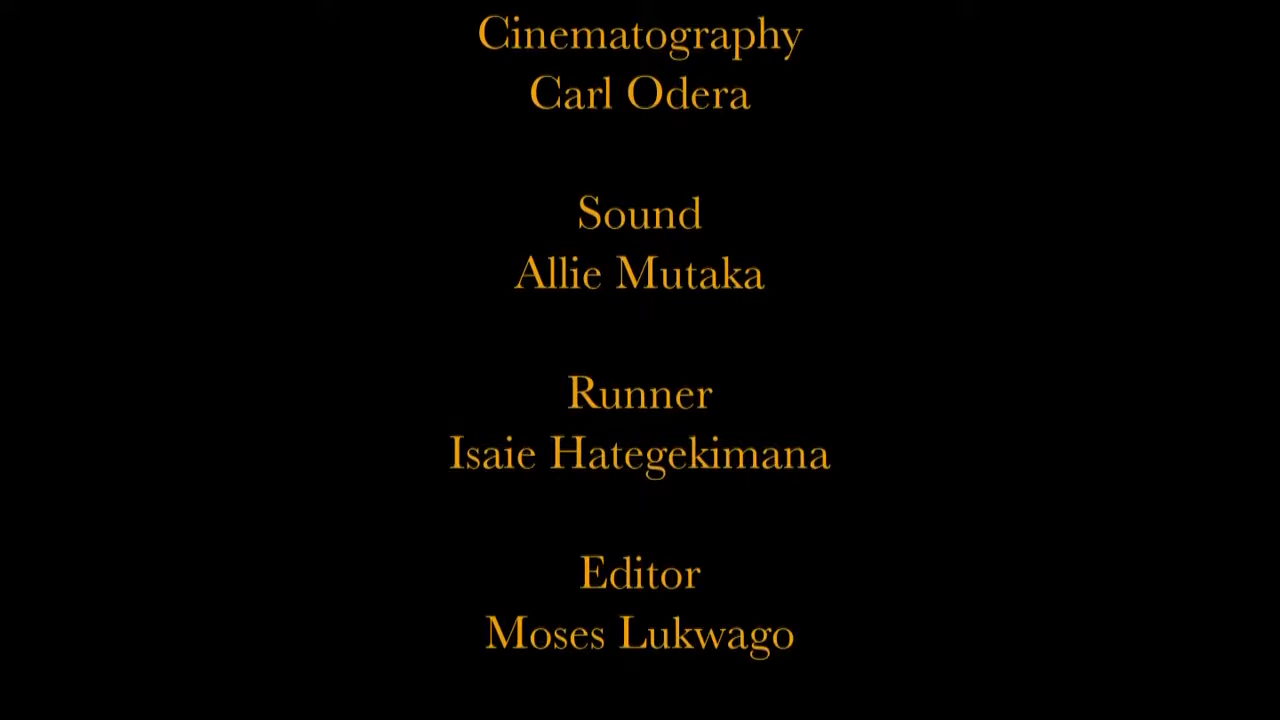 Cinematography
Carl Odera
Sound
Allie Mutaka
Runner
Isaie Hategekimana
Editor
Moses Lukwago